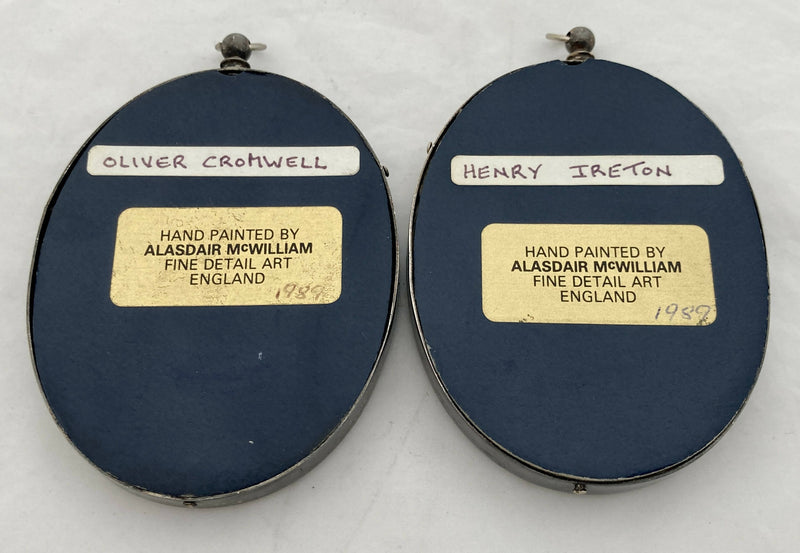 OLIVER CROMWELL
HAND PAINTED BY
ALASDAIR McWILLIAM
FINE DETAIL ART
ENGLAND
1989
HENRY IRETON
HAND PAINTED BY
ALASDAIR McWILLIAM
FINE DETAIL ART
ENGLAND
1989